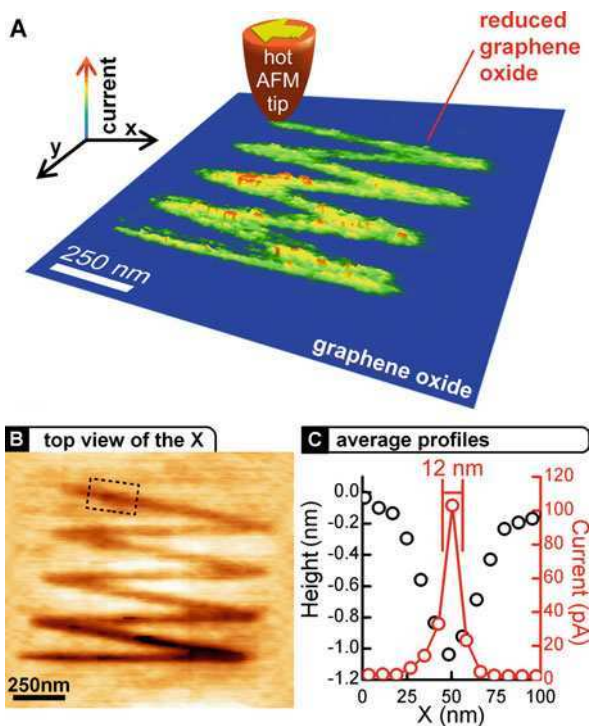 A
reduced
graphene
oxide
hot
AFM
tip
current
x
y
250 nm
graphene oxide
B top view of the X
250nm
C average profiles
12 nm
Height (nm)
0.0
-0.2
-0.4
-0.6
-0.8
-1.0
-1.2
120
100
80
60
40
20
0
Current (pA)
0 25 50 75 100
X (nm)